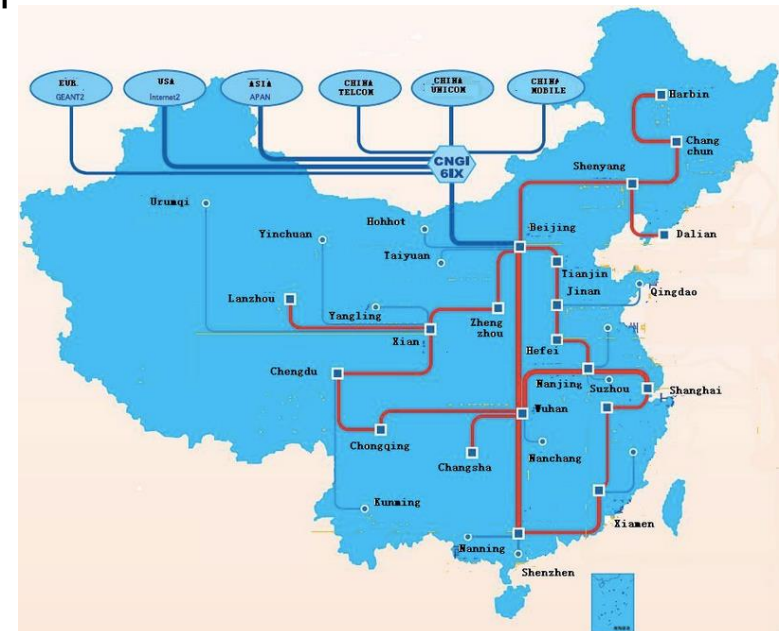 EUR.
GEANT2
USA
Internet2
ASIA
APAN
CHINA
TELCOM
CHINA
UNICOM
CHINA
MOBILE
CNGI
6IX
Harbin
Chang
chun
Shenyang
Urumqi
Hohhot
Beijing
Dalian
Yinchuan
Taiyuan
Tianjin
Lanzhou
Jinan
Qingdao
Yangling
Zheng
zhou
Xian
Hefei
Chengdu
Nanjing
Suzhou
Shanghai
Wuhan
Chongqing
Changsha
Nanchang
Kunming
Xiamen
Nanning
Shenzhen